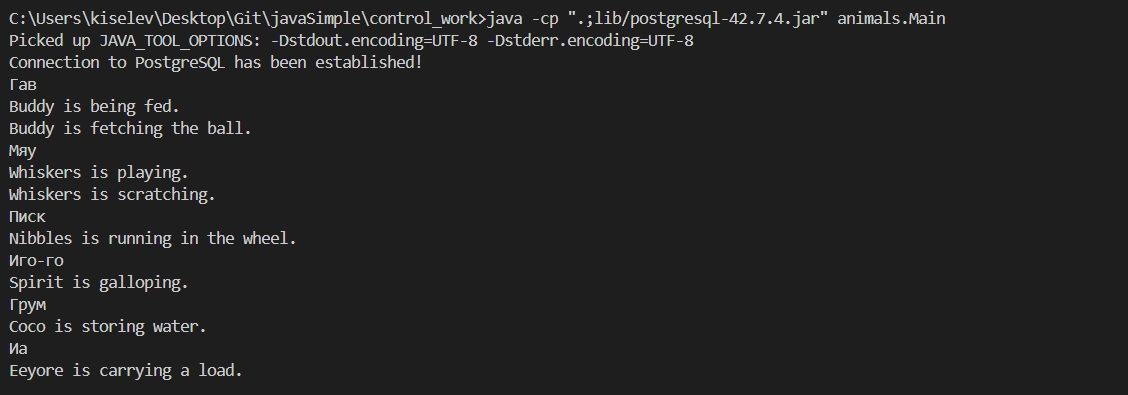 C:\Users\kiselev\Desktop\Git\javaSimple\control_work>java -cp ".;lib/postgresql-42.7.4.jar" animals.Main
Picked up JAVA_TOOL_OPTIONS: -Dstdout.encoding=UTF-8 -Dstderr.encoding=UTF-8
Connection to PostgreSQL has been established!
Гав
Buddy is being fed.
Buddy is fetching the ball.
Мяу
Whiskers is playing.
Whiskers is scratching.
Писк
Nibbles is running in the wheel.
Иго-го
Spirit is galloping.
Грум
Coco is storing water.
Иа
Eeyore is carrying a load.